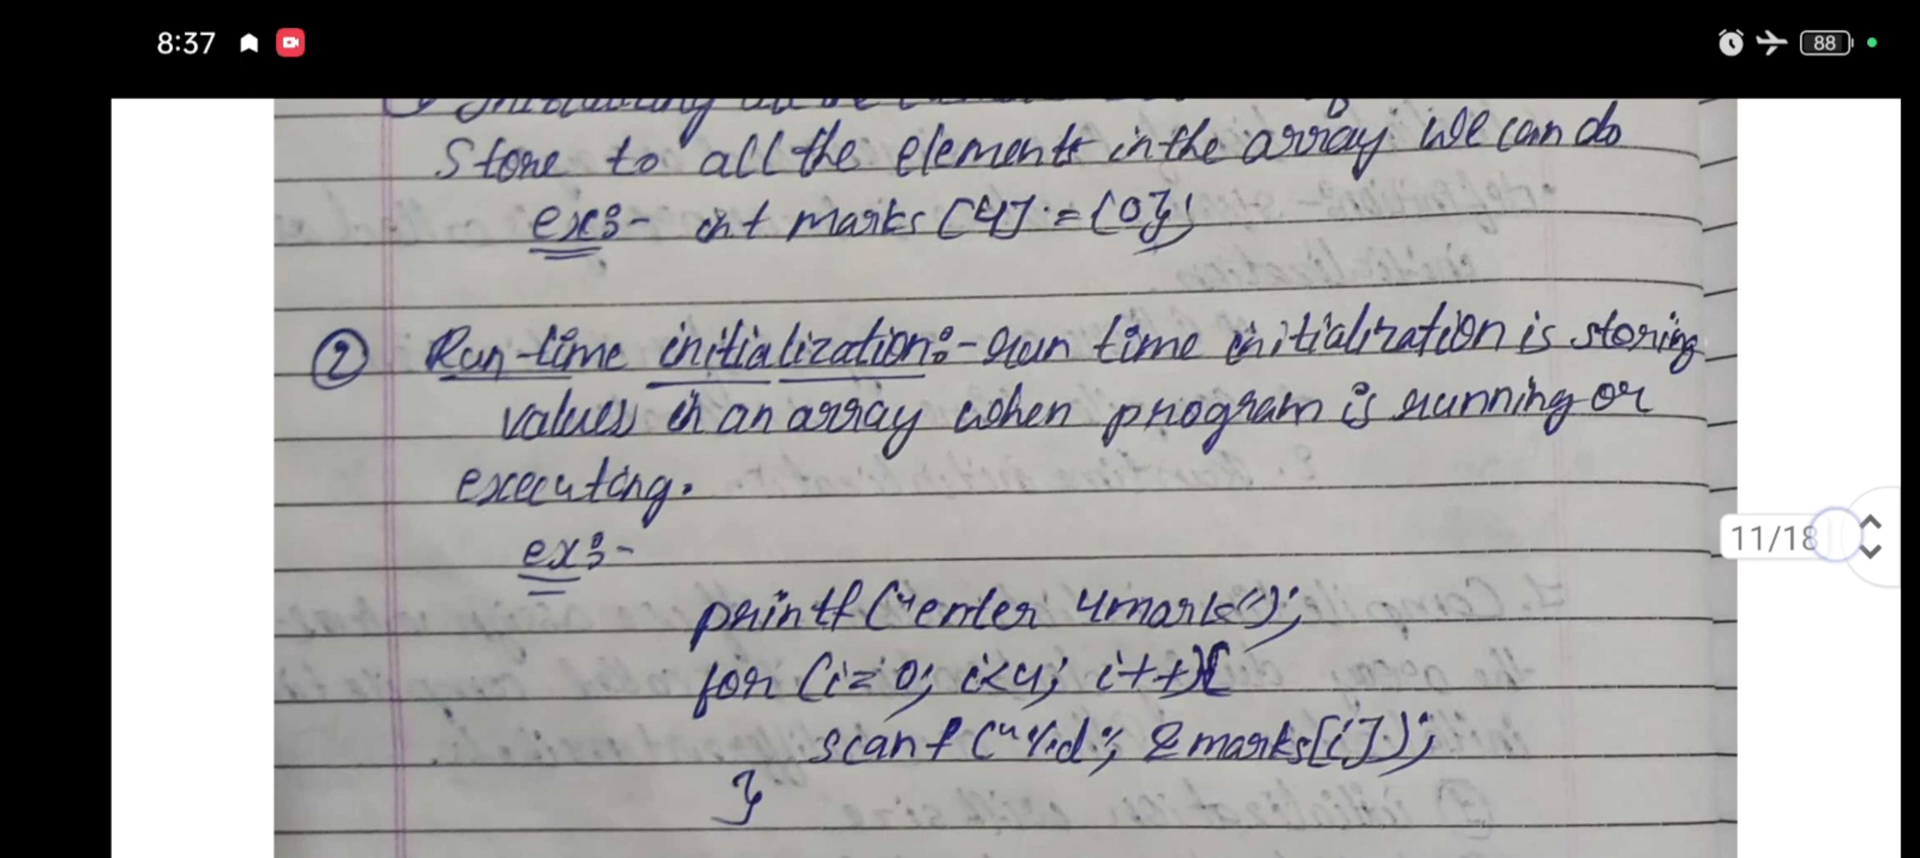 8:37
88
Store to all the elements in the array we can do
ex:- int marks [4] = {0};
② Run-time initialization:- run time initialization is storing
values in an array when program is running or
executing.
ex:-
printf("enter 4mark");
for (i=0; i<4; i++){
scanf("%d", &marks[i]);
}
11/18